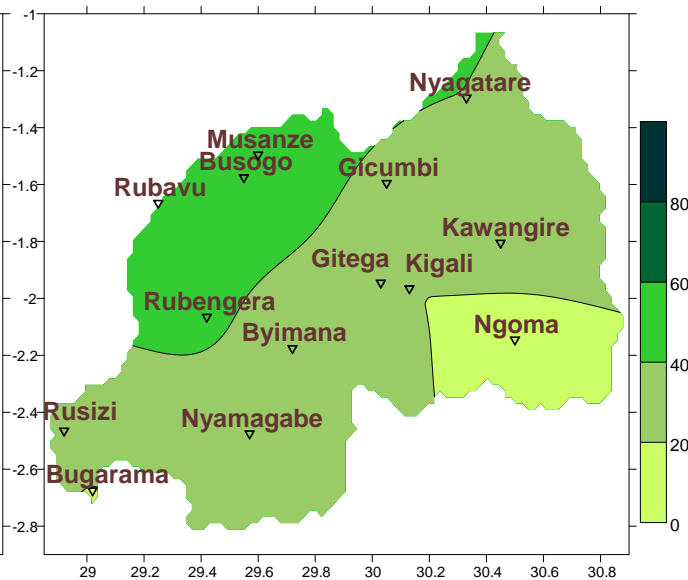 -1
-1.2
Nyagatare
-1.4
Musanze
Busogo
Gicumbi
-1.6
Rubavu
80
-1.8
Kawangire
Gitega
Kigali
60
-2
Rubengera
Ngoma
Byimana
-2.2
40
-2.4
Rusizi
Nyamagabe
20
-2.6
Bugarama
0
-2.8
29 29.2 29.4 29.6 29.8 30 30.2 30.4 30.6 30.8